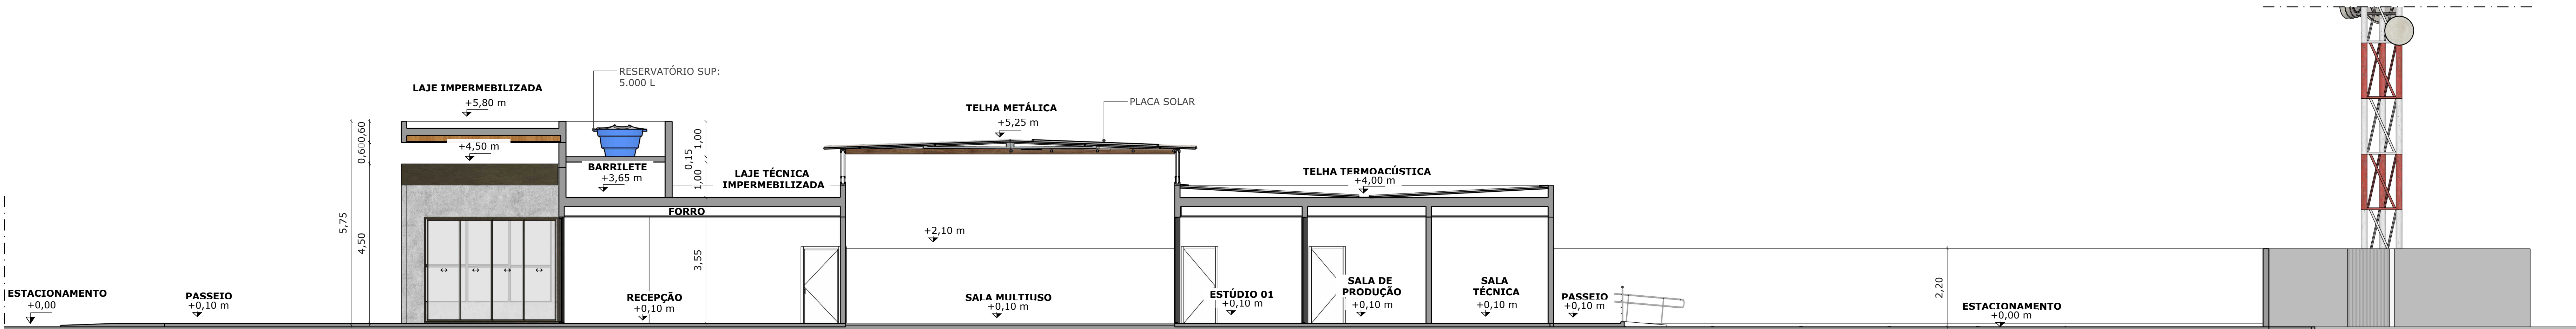 RESERVATÓRIO SUP:
5.000 L
LAJE IMPERMEBILIZADA
+5,80 m
TELHA METÁLICA
+5,25 m
PLACA SOLAR
0,60
0,60
+4,50 m
1,00
0,15
1,00
BARRILETE
+3,65 m
LAJE TÉCNICA
IMPERMEBILIZADA
TELHA TERMOACÚSTICA
+4,00 m
FORRO
5,75
4,50
3,55
+2,10 m
2,20
ESTACIONAMENTO
+0,00
PASSEIO
+0,10 m
RECEPÇÃO
+0,10 m
SALA MULTIUSO
+0,10 m
ESTÚDIO 01
+0,10 m
SALA DE
PRODUÇÃO
+0,10 m
SALA
TÉCNICA
+0,10 m
PASSEIO
+0,10 m
ESTACIONAMENTO
+0,00 m